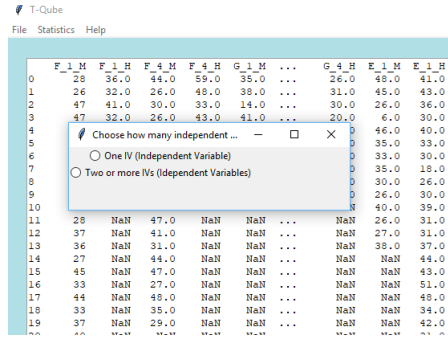 T-Qube
File Statistics Help
F_1_M F_1_H F_4_M F_4_H G_1_M ... G_4_H E_1_M E_1_H
0 28 36.0 44.0 59.0 35.0 ... 26.0 48.0 41.0
1 26 32.0 26.0 48.0 38.0 ... 31.0 45.0 43.0
2 47 41.0 30.0 33.0 14.0 ... 30.0 26.0 36.0
3 47 32.0 26.0 43.0 41.0 ... 20.0 6.0 30.0
4 46.0 40.0
Choose how many independent ...
5 35.0 33.0
One IV (Independent Variable)
6 33.0 30.0
7 35.0 18.0
Two or more IVs (Idependent Variables)
8 30.0 26.0
9 26.0 30.0
10 40.0 39.0
11 28 NaN 47.0 NaN NaN ... NaN 26.0 31.0
12 37 NaN 41.0 NaN NaN ... NaN 27.0 31.0
13 36 NaN 31.0 NaN NaN ... NaN 38.0 37.0
14 27 NaN 44.0 NaN NaN ... NaN NaN 44.0
15 45 NaN 47.0 NaN NaN ... NaN NaN 43.0
16 33 NaN 27.0 NaN NaN ... NaN NaN 51.0
17 44 NaN 48.0 NaN NaN ... NaN NaN 48.0
18 33 NaN 35.0 NaN NaN ... NaN NaN 34.0
19 37 NaN 29.0 NaN NaN ... NaN NaN 42.0